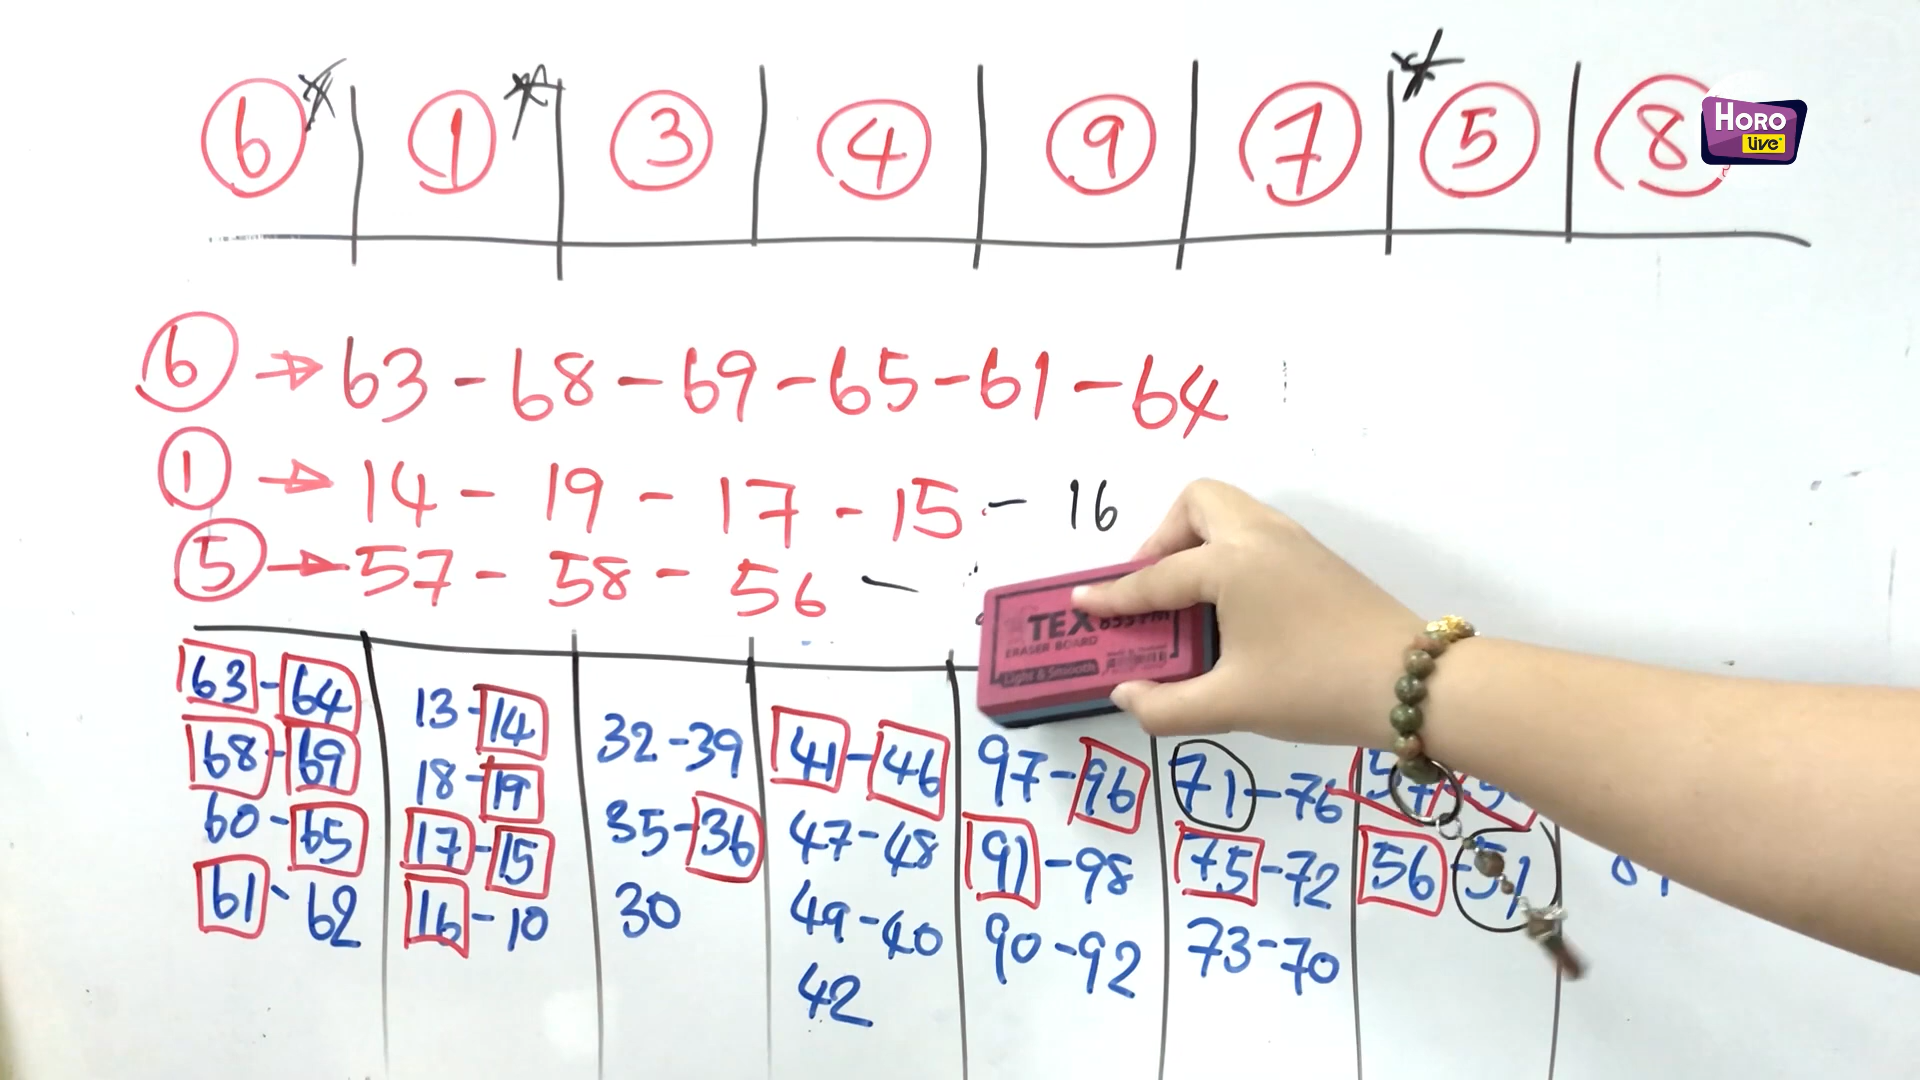 6 1 3 4 9 7 5 8
HORO
live
6 → 63 - 68 - 69 - 65 - 61 - 64
1 → 14 - 19 - 17 - 15 - 16
5 → 57 - 58 - 56 -
TEX
ERASER BOARD
Light & Smooth
63 - 64
68 - 69
60 - 65
61 - 62
13 - 14
18 - 19
17 - 15
16 - 10
32 - 39
35 - 36
30
41 - 46
47 - 48
49 - 40
42
97 - 96
91 - 98
90 - 92
71 - 76
75 - 72
73 - 70
56 - 51